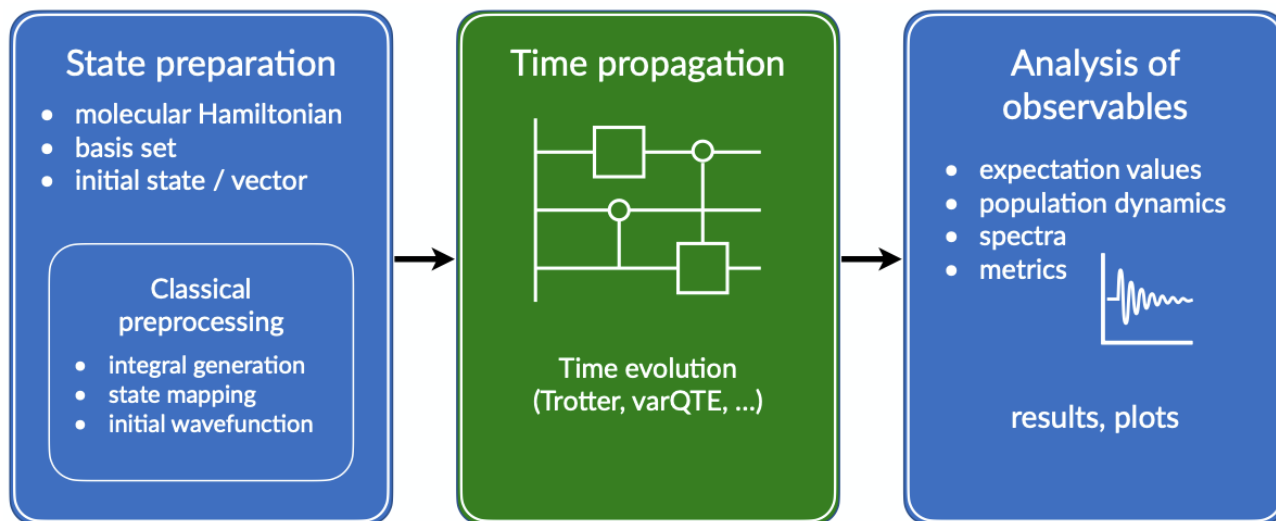 State preparation
• molecular Hamiltonian
• basis set
• initial state / vector
Classical
preprocessing
• integral generation
• state mapping
• initial wavefunction
Time propagation
Time evolution
(Trotter, varQTE, ...)
Analysis of
observables
• expectation values
• population dynamics
• spectra
• metrics
results, plots